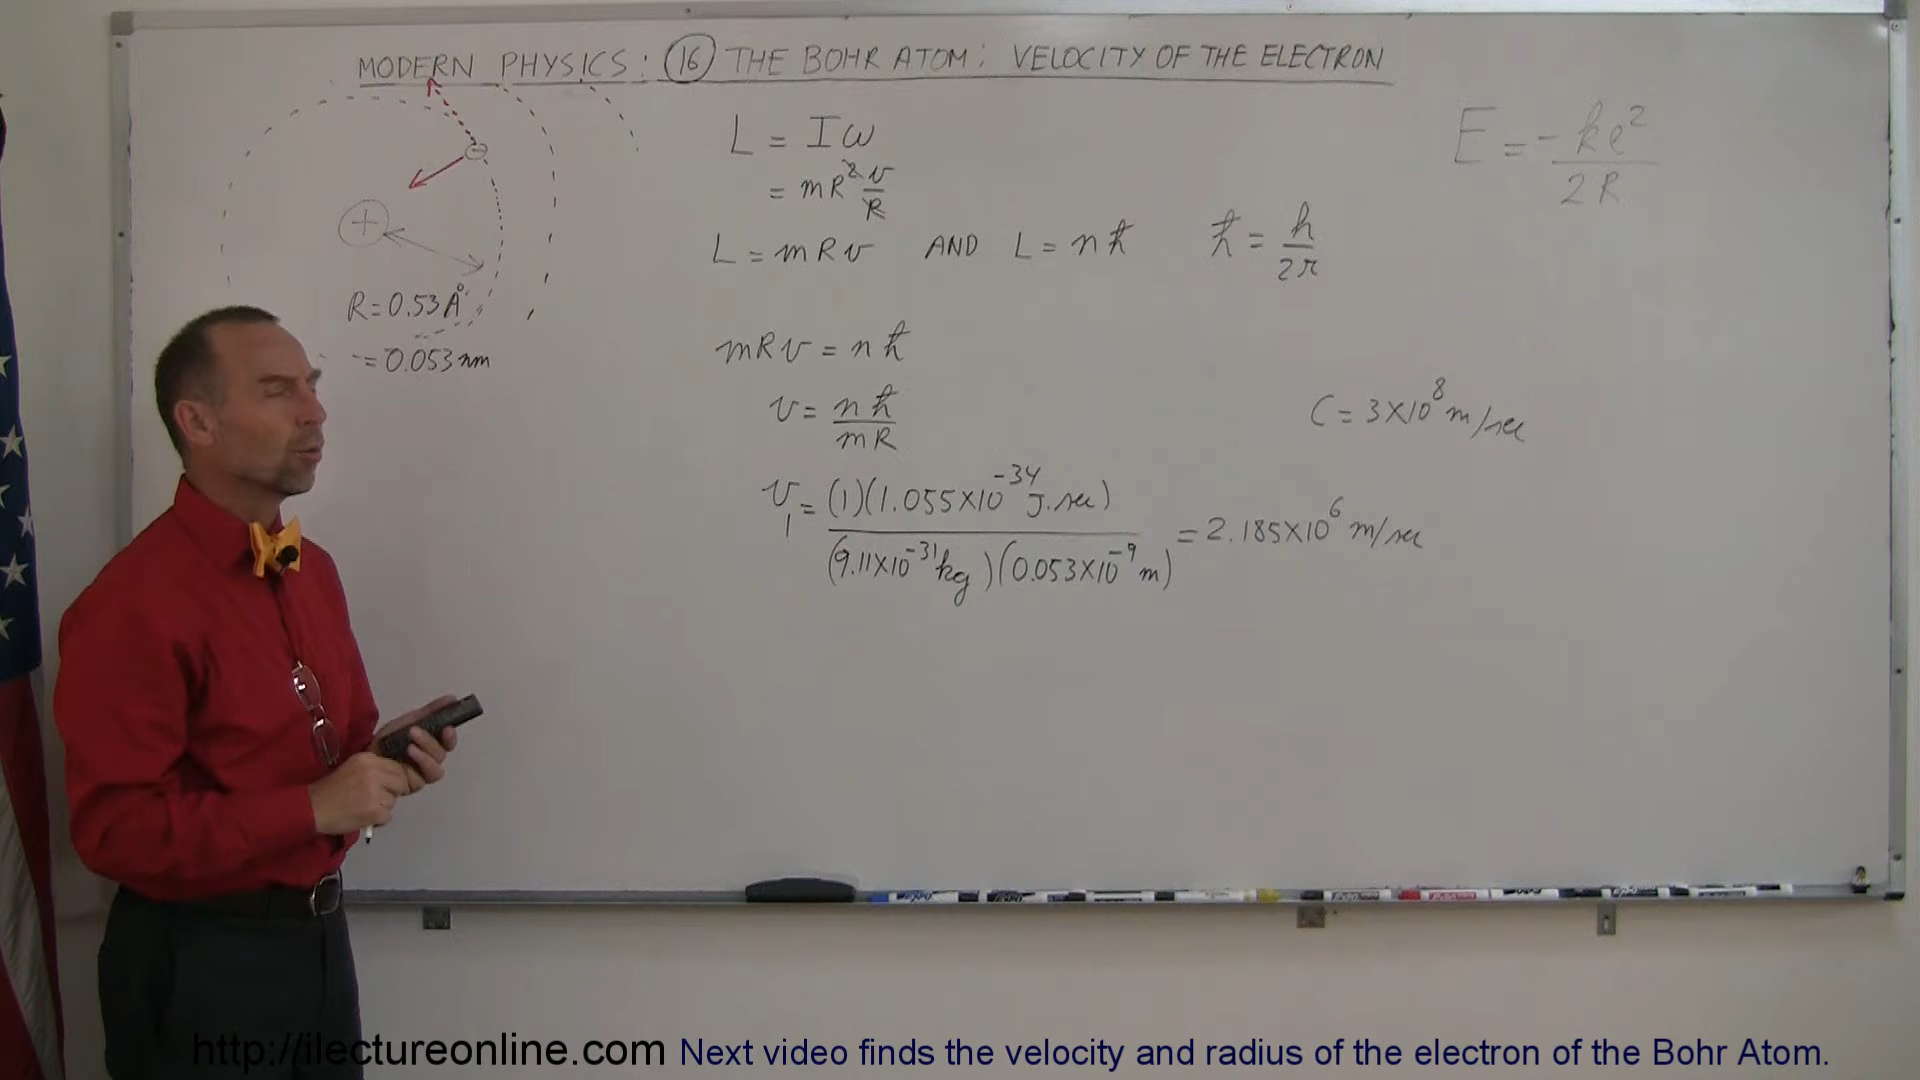 MODERN PHYSICS: 16 THE BOHR ATOM: VELOCITY OF THE ELECTRON
L = Iω
= mR² v/R
L = mRv AND L = nħ ħ = h/2π
mRv = nħ
v = nħ/mR
v₁ = (1)(1.055×10⁻³⁴ J.sec)/(9.11×10⁻³¹ kg)(0.053×10⁻⁹ m) = 2.185×10⁶ m/sec
E = -ke²/2R
C = 3×10⁸ m/sec
−
+
R = 0.53 Å
= 0.053 nm
http://ilectureonline.com Next video finds the velocity and radius of the electron of the Bohr Atom.